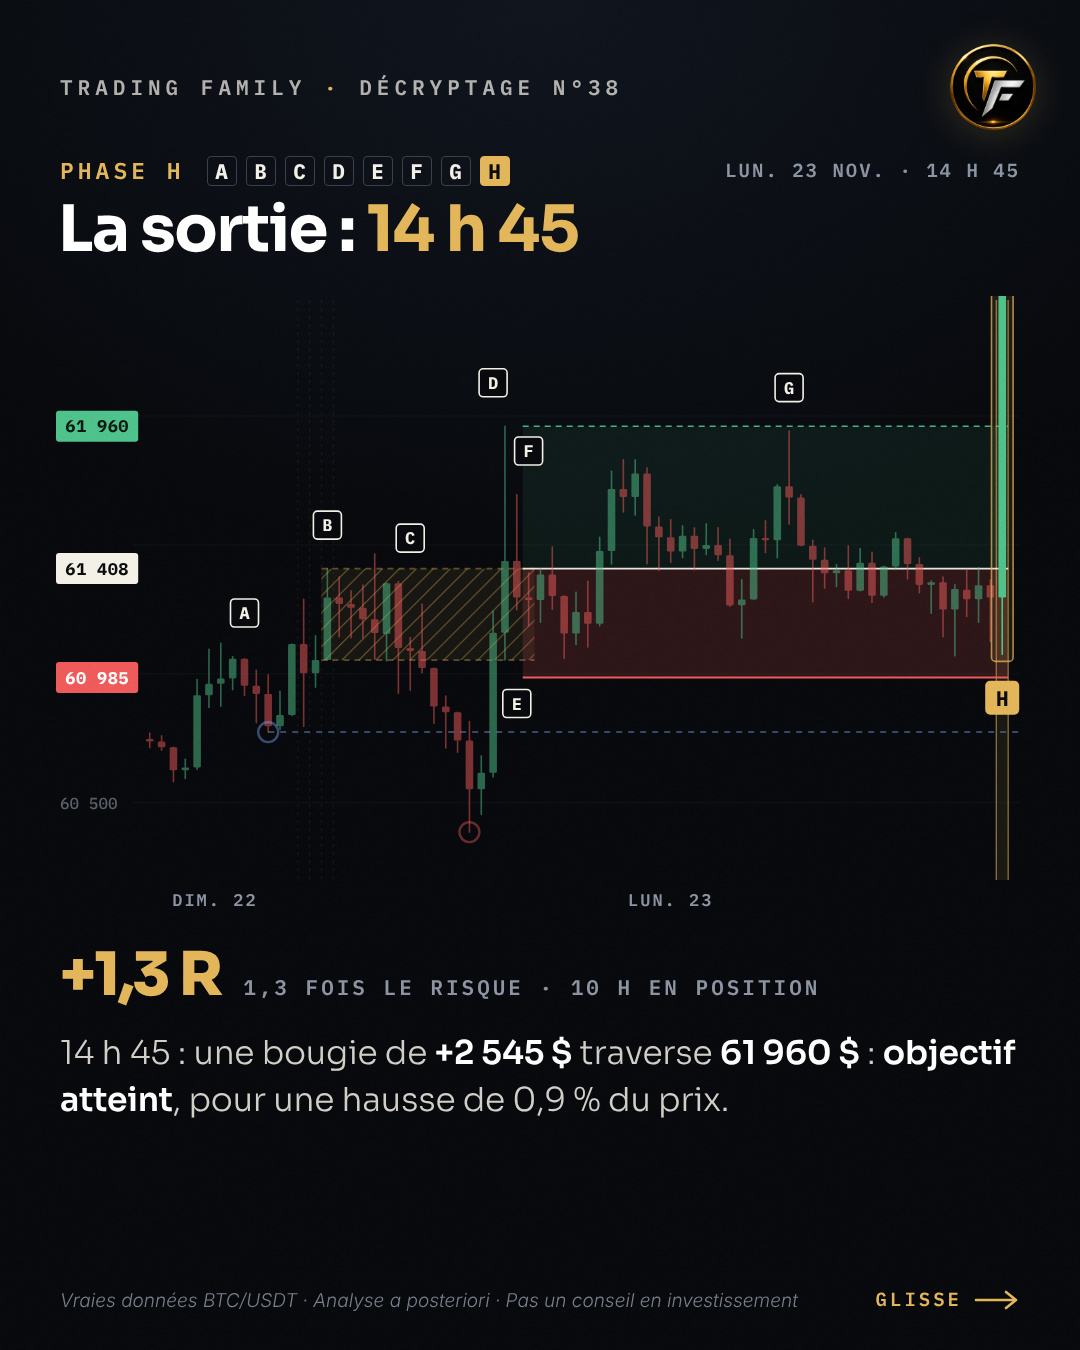 TRADING FAMILY · DÉCRYPTAGE N°38
TF
PHASE H A B C D E F G H
LUN. 23 NOV. · 14 H 45
La sortie : 14 h 45
D
G
61 960
F
B
C
61 408
A
60 985
E
H
60 500
DIM. 22
LUN. 23
+1,3 R 1,3 FOIS LE RISQUE · 10 H EN POSITION
14 h 45 : une bougie de +2 545 $ traverse 61 960 $ : objectif
atteint, pour une hausse de 0,9 % du prix.
Vraies données BTC/USDT · Analyse a posteriori · Pas un conseil en investissement
GLISSE →